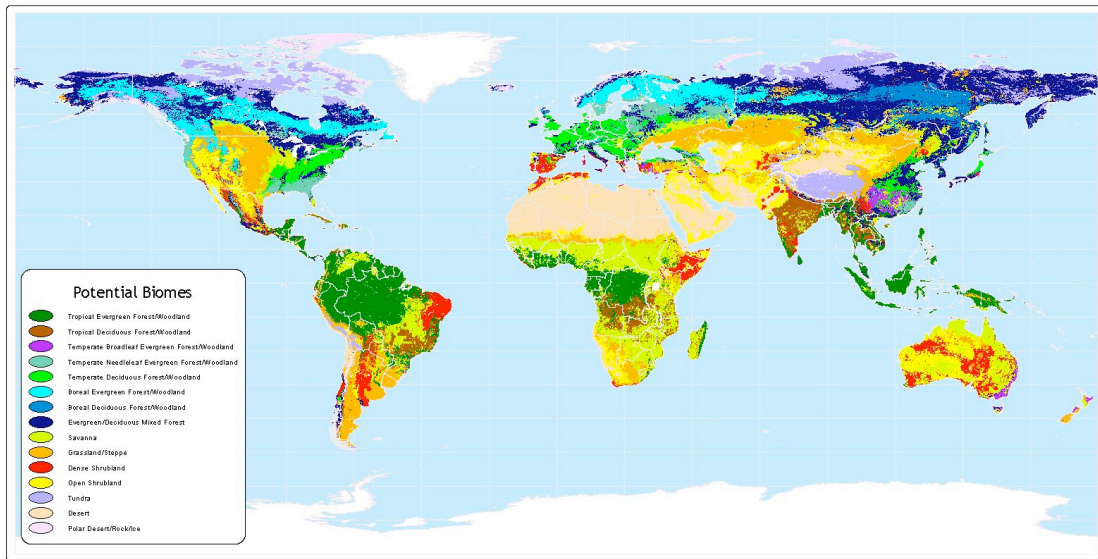 Potential Biomes
Tropical Evergreen Forest/Woodland
Tropical Deciduous Forest/Woodland
Temperate Broadleaf Evergreen Forest/Woodland
Temperate Needleleaf Evergreen Forest/Woodland
Temperate Deciduous Forest/Woodland
Boreal Evergreen Forest/Woodland
Boreal Deciduous Forest/Woodland
Evergreen/Deciduous Mixed Forest
Savanna
Grassland/Steppe
Dense Shrubland
Open Shrubland
Tundra
Desert
Polar Desert/Rock/Ice